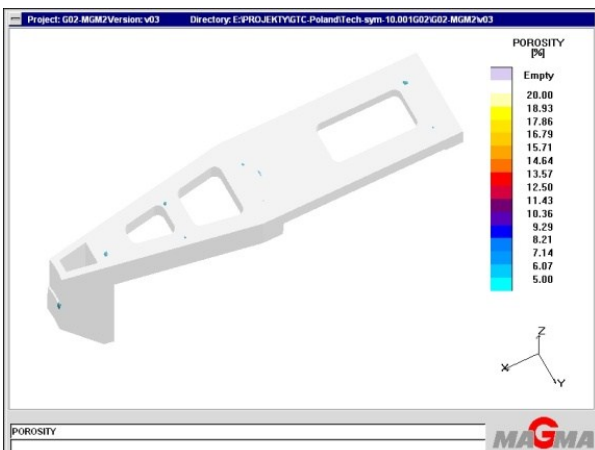 Project: G02-MGM2Version: v03 Directory: E:\PROJEKTY\GTC-Poland\Tech-sym-10.001G02\G02-MGM2\v03
POROSITY
[%]
Empty
20.00
18.93
17.86
16.79
15.71
14.64
13.57
12.50
11.43
10.36
9.29
8.21
7.14
6.07
5.00
Z
X
Y
POROSITY
MAGMA